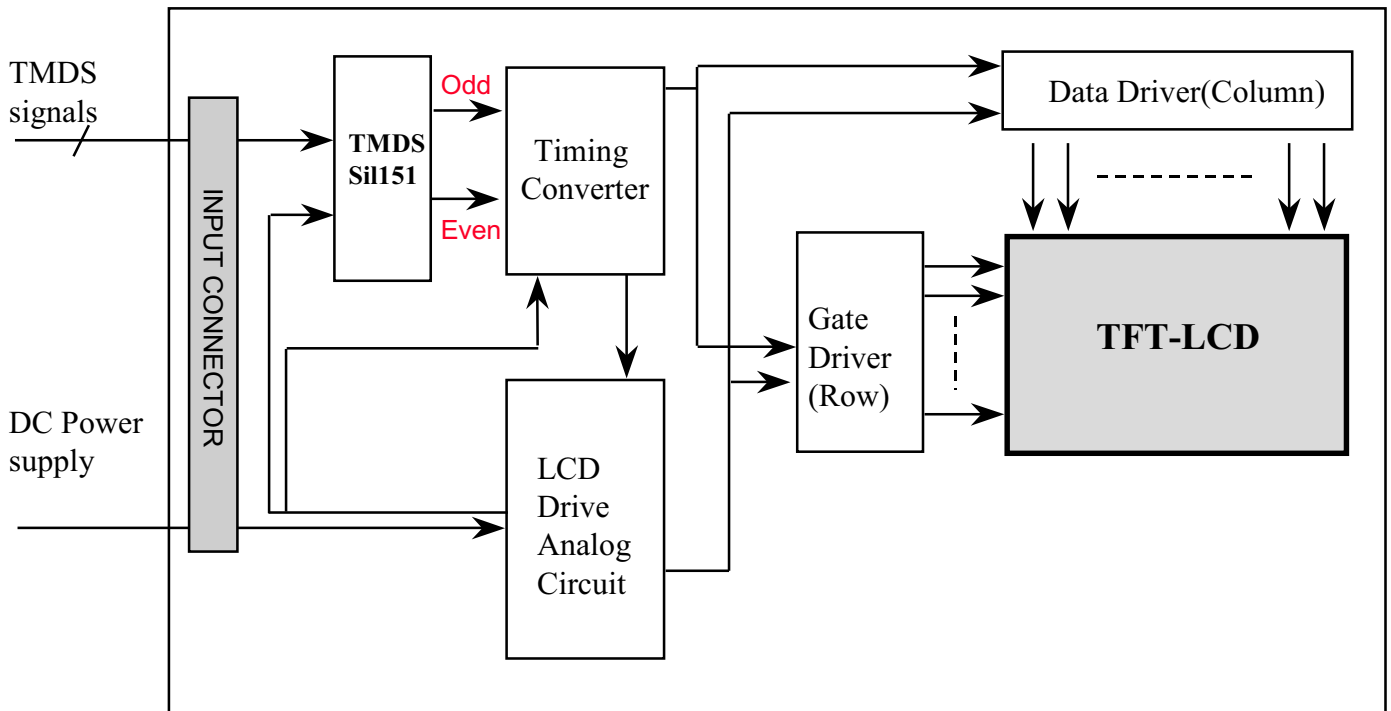 TMDS
signals
DC Power
supply
INPUT CONNECTOR
TMDS
Sil151
Odd
Even
Timing
Converter
LCD
Drive
Analog
Circuit
Gate
Driver
(Row)
Data Driver(Column)
TFT-LCD